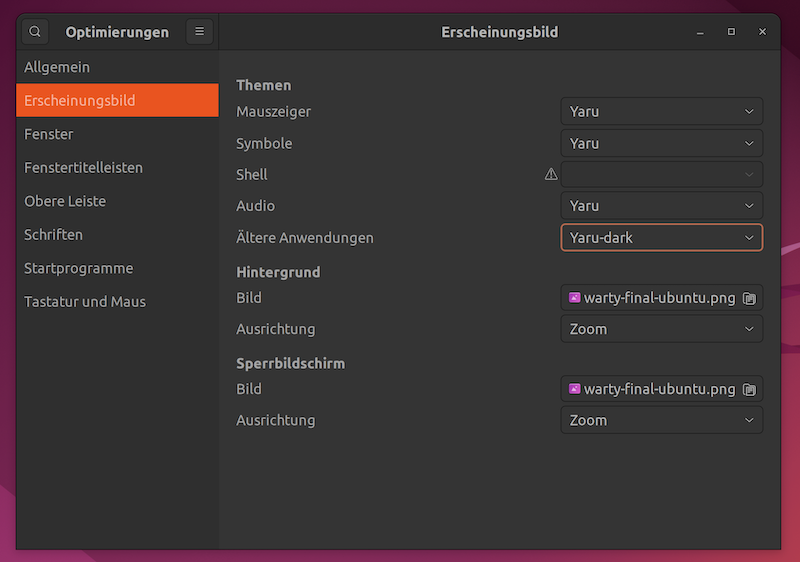 Optimierungen
Erscheinungsbild
Allgemein
Erscheinungsbild
Fenster
Fenstertitelleisten
Obere Leiste
Schriften
Startprogramme
Tastatur und Maus
Themen
Mauszeiger Yaru
Symbole Yaru
Shell
Audio Yaru
Ältere Anwendungen Yaru-dark
Hintergrund
Bild warty-final-ubuntu.png
Ausrichtung Zoom
Sperrbildschirm
Bild warty-final-ubuntu.png
Ausrichtung Zoom